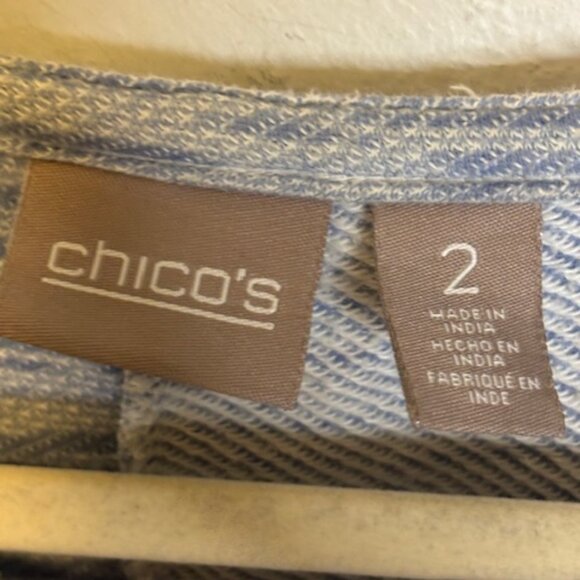 chico's
2
MADE IN
INDIA
HECHO EN
INDIA
FABRIQUÉ EN
INDE